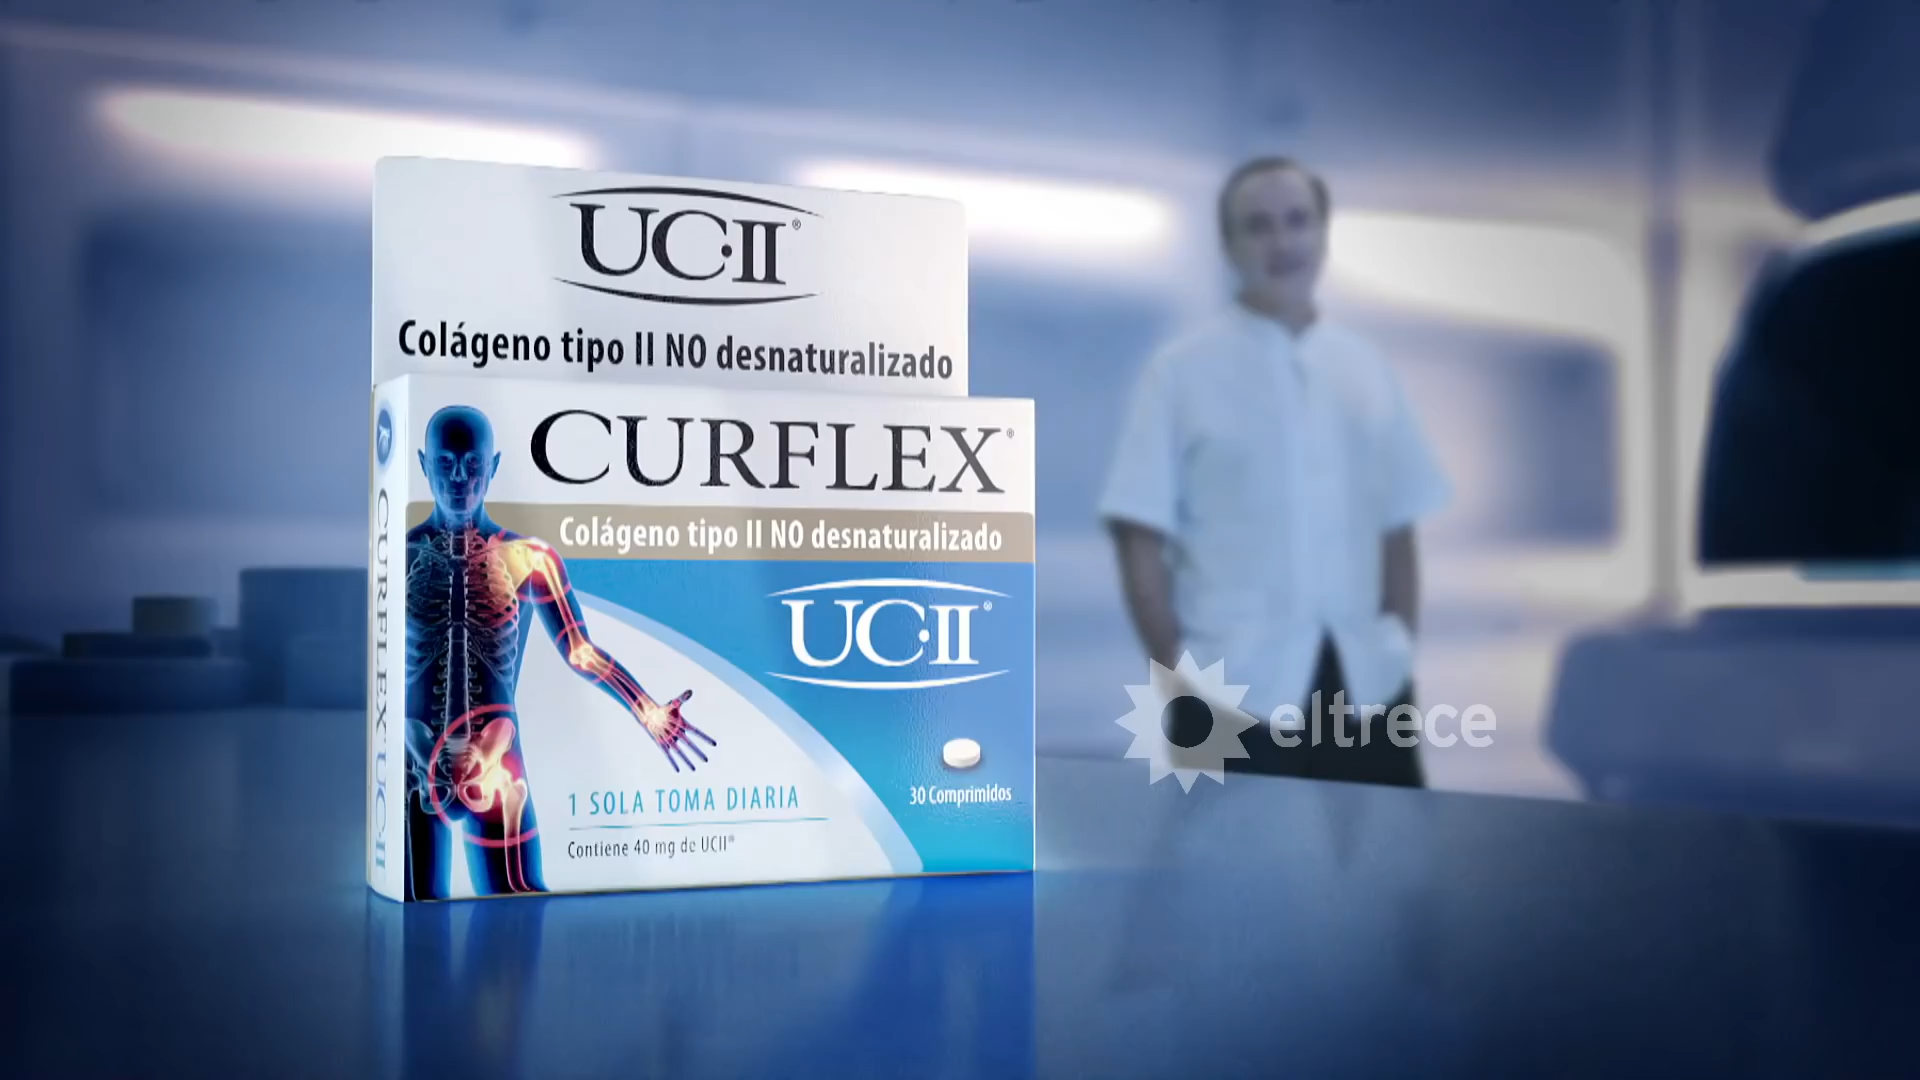 UC·II®
Colágeno tipo II NO desnaturalizado
CURFLEX®
Colágeno tipo II NO desnaturalizado
UC·II®
30 Comprimidos
1 SOLA TOMA DIARIA
Contiene 40 mg de UCII®
CURFLEX UC·II
eltrece